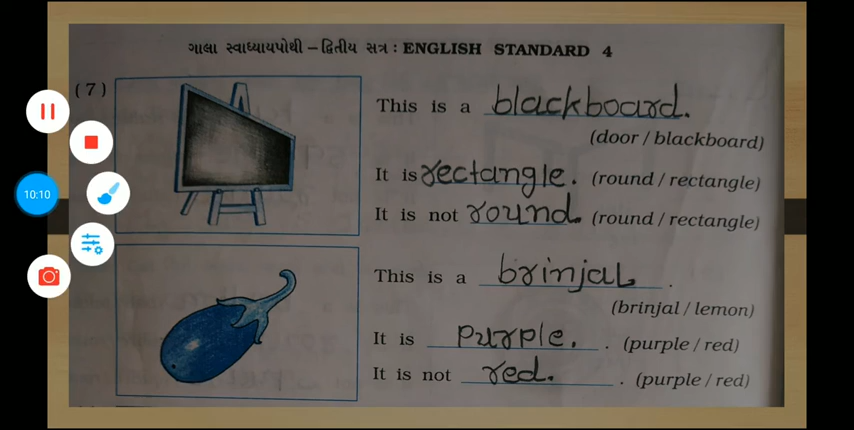 ગાલા સ્વાધ્યાયપોથી – દ્વિતીય સત્ર : ENGLISH STANDARD 4
(7)
This is a blackboard.
(door / blackboard)
It is rectangle. (round / rectangle)
It is not round. (round / rectangle)
10:10
This is a brinjal .
(brinjal / lemon)
It is purple. . (purple / red)
It is not red. . (purple / red)